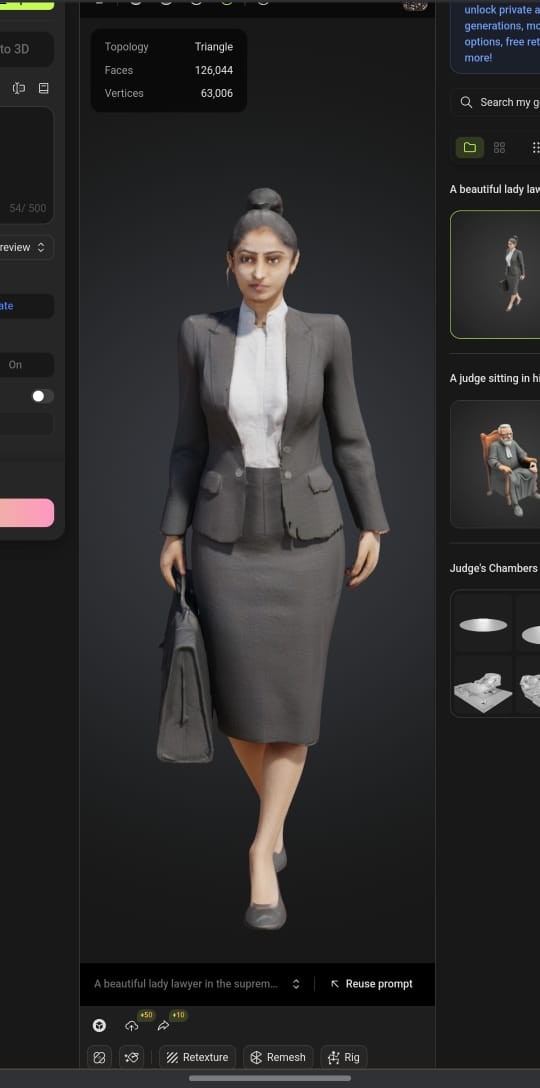 to 3D
54/ 500
review
ate
On
Topology Triangle
Faces 126,044
Vertices 63,006
A beautiful lady lawyer in the suprem...
Reuse prompt
+50 +10
Retexture Remesh Rig
unlock private a
generations, mo
options, free ret
more!
Search my g
A beautiful lady law
A judge sitting in hi
Judge's Chambers